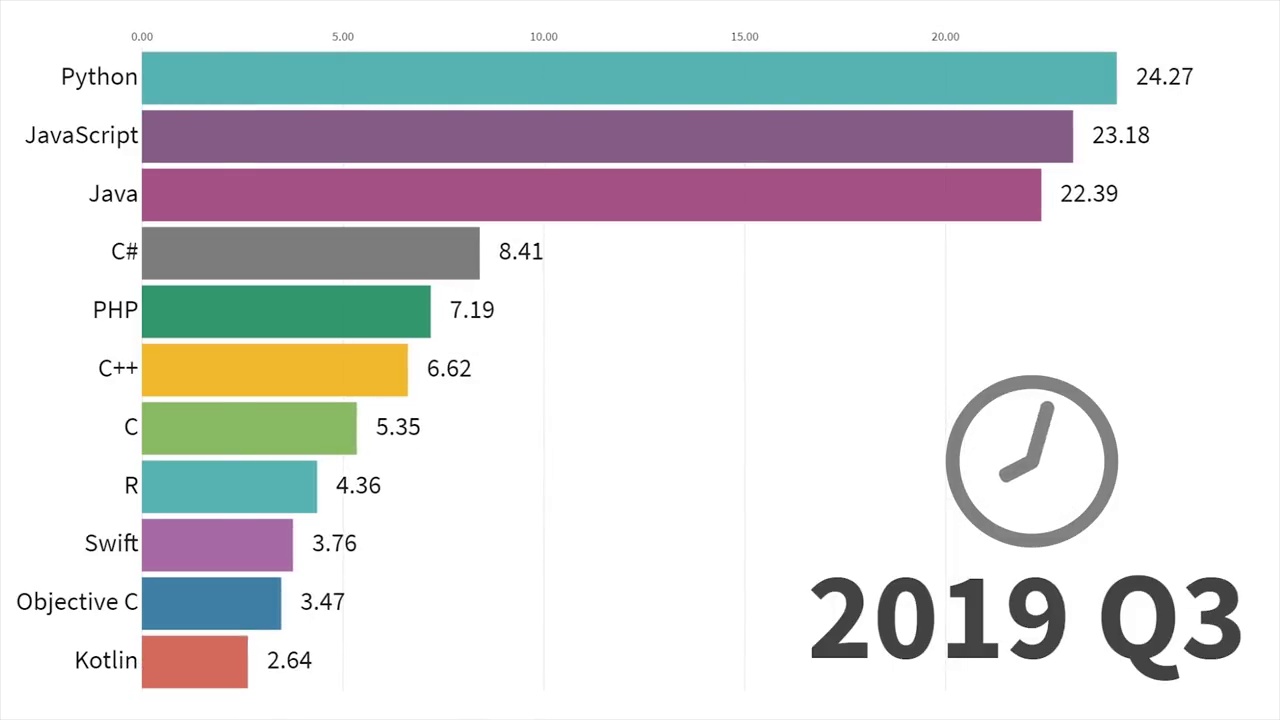 0.00 5.00 10.00 15.00 20.00
Python 24.27
JavaScript 23.18
Java 22.39
C# 8.41
PHP 7.19
C++ 6.62
C 5.35
R 4.36
Swift 3.76
Objective C 3.47
Kotlin 2.64
2019 Q3